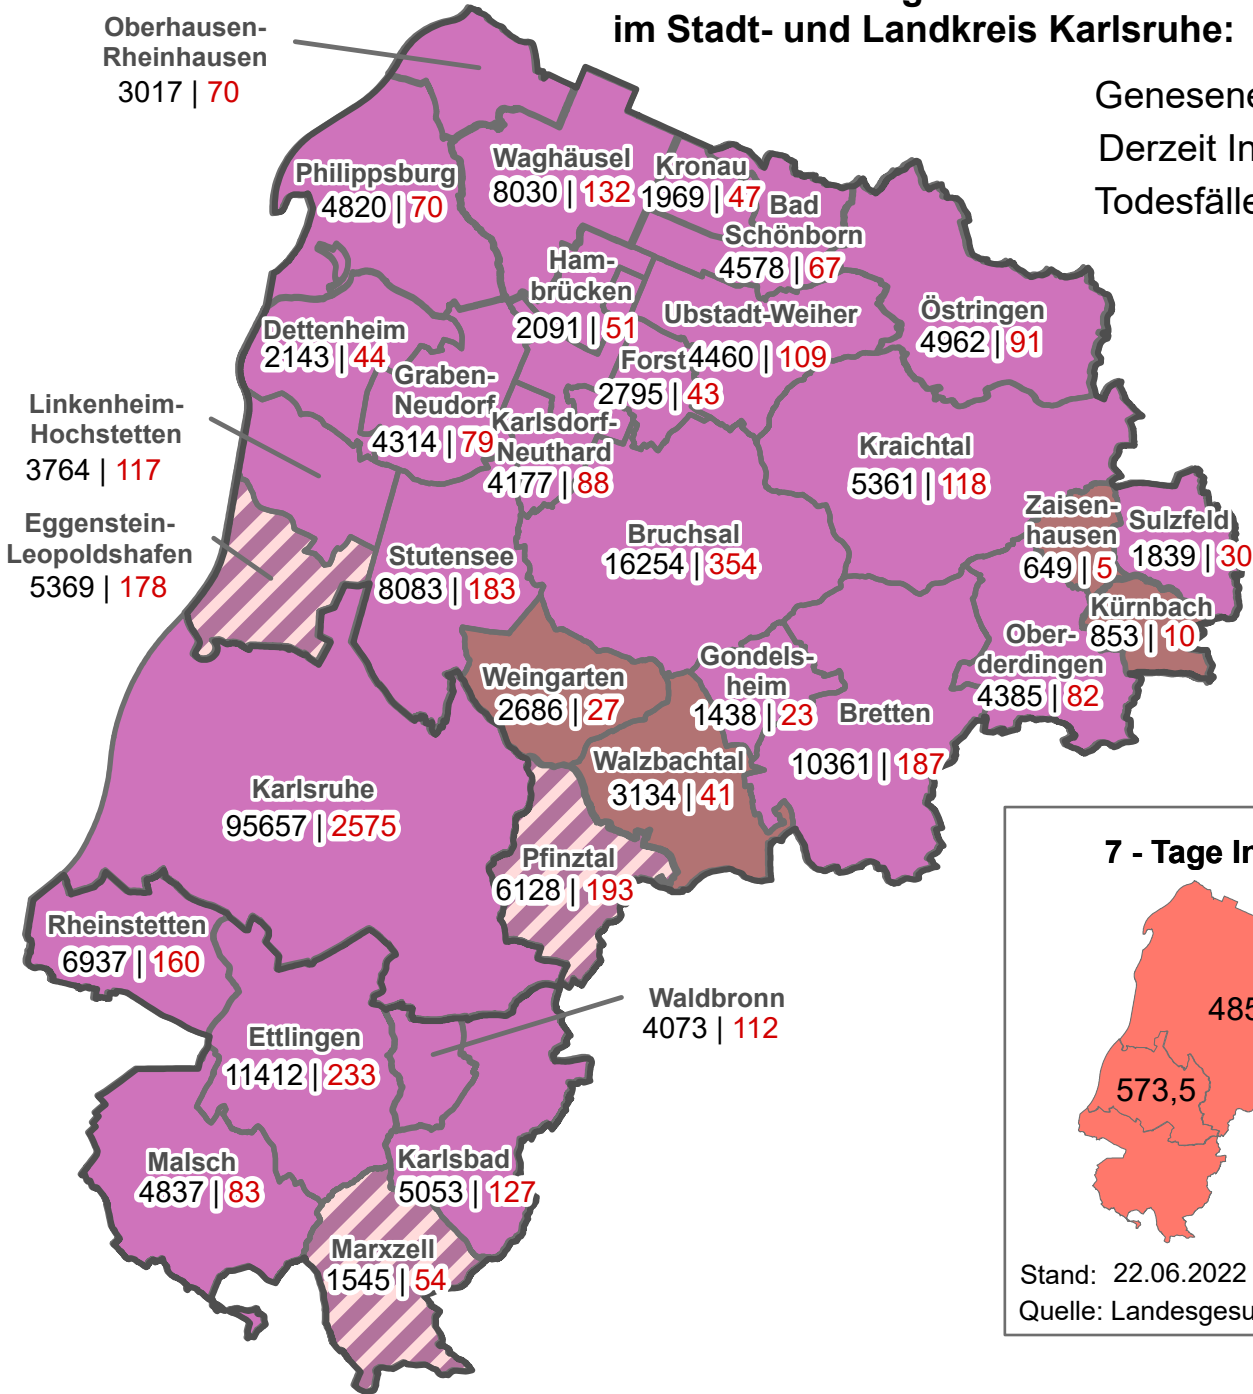 im Stadt- und Landkreis Karlsruhe:
Oberhausen-
Rheinhausen
3017 | 70
Derzeit
Philippsburg
4820 | 70
Waghäusel
8030 | 132
Kronau
1969 | 47
Bad
Schönborn
4578 | 67
Ham-
brücken
2091 | 51
Ubstadt-Weiher
4460 | 109
Östringen
4962 | 91
Dettenheim
2143 | 44
Forst
2795 | 43
Graben-
Neudorf
4314 | 79
Karlsdorf-
Neuthard
4177 | 88
Linkenheim-
Hochstetten
3764 | 117
Kraichtal
5361 | 118
Eggenstein-
Leopoldshafen
5369 | 178
Stutensee
8083 | 183
Bruchsal
16254 | 354
Zaisen-
hausen
649 | 5
Sulzfeld
1839 | 30
Kürnbach
853 | 10
Ober-
derdingen
4385 | 82
Weingarten
2686 | 27
Gondels-
heim
1438 | 23
Bretten
10361 | 187
Walzbachtal
3134 | 41
Karlsruhe
95657 | 2575
Pfinztal
6128 | 193
Rheinstetten
6937 | 160
Waldbronn
4073 | 112
Ettlingen
11412 | 233
Malsch
4837 | 83
Karlsbad
5053 | 127
Marxzell
1545 | 54
7 - Tage
485
573,5
Stand: 22.06.2022
Quelle: